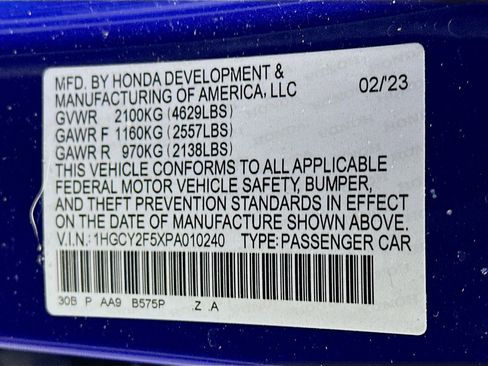 MFD. BY HONDA DEVELOPMENT &
MANUFACTURING OF AMERICA, LLC 02/'23
GVWR 2100KG (4629LBS)
GAWR F 1160KG (2557LBS)
GAWR R 970KG (2138LBS)
THIS VEHICLE CONFORMS TO ALL APPLICABLE
FEDERAL MOTOR VEHICLE SAFETY, BUMPER,
AND THEFT PREVENTION STANDARDS IN EFFECT
ON THE DATE OF MANUFACTURE SHOWN ABOVE.
V.I.N.: 1HGCY2F5XPA010240 TYPE: PASSENGER CAR
30B P AA9 B575P .Z .A